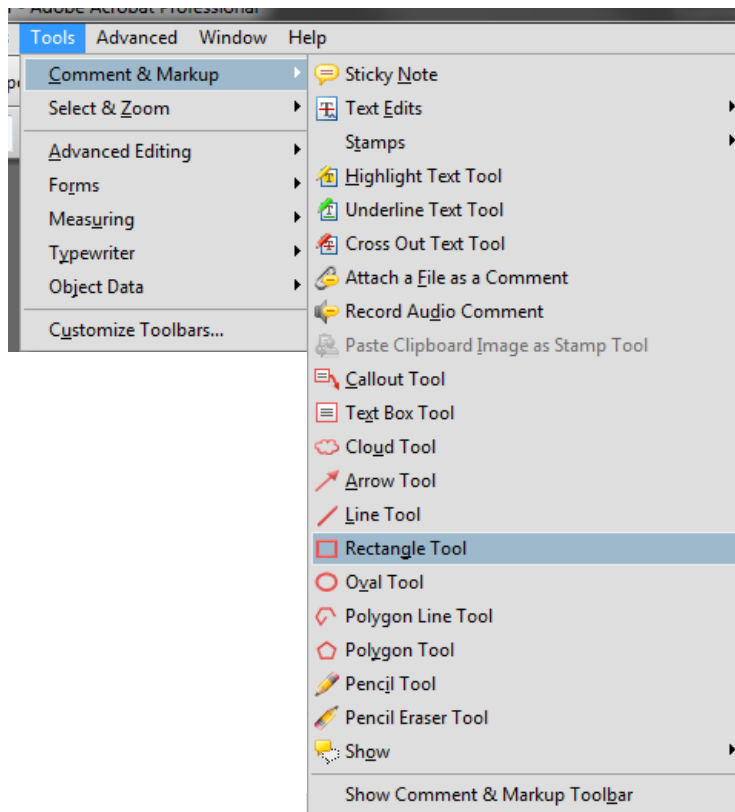 - Adobe Acrobat Professional
Tools Advanced Window Help
Comment & Markup
Select & Zoom
Advanced Editing
Forms
Measuring
Typewriter
Object Data
Customize Toolbars...
Sticky Note
Text Edits
Stamps
Highlight Text Tool
Underline Text Tool
Cross Out Text Tool
Attach a File as a Comment
Record Audio Comment
Paste Clipboard Image as Stamp Tool
Callout Tool
Text Box Tool
Cloud Tool
Arrow Tool
Line Tool
Rectangle Tool
Oval Tool
Polygon Line Tool
Polygon Tool
Pencil Tool
Pencil Eraser Tool
Show
Show Comment & Markup Toolbar